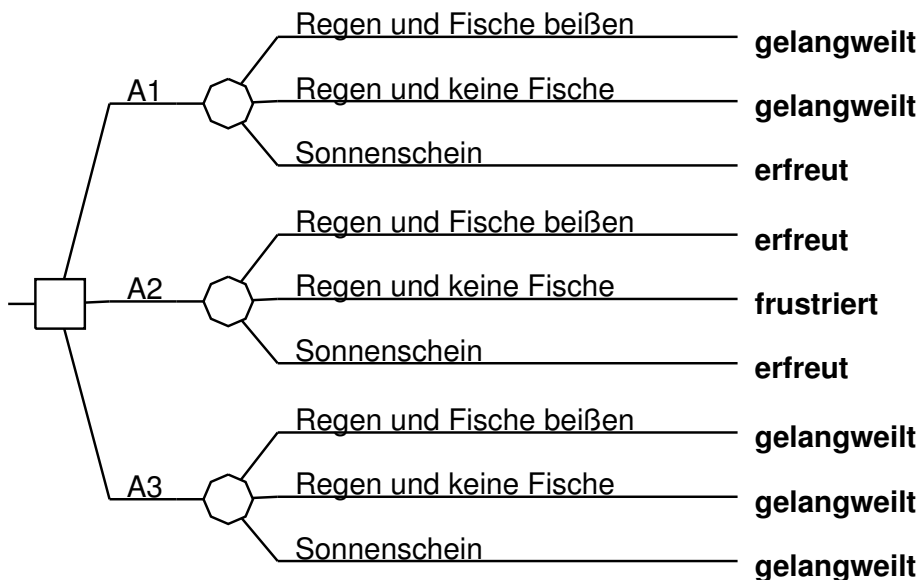 Regen und Fische beißen gelangweilt
A1 Regen und keine Fische gelangweilt
Sonnenschein erfreut
Regen und Fische beißen erfreut
A2 Regen und keine Fische frustriert
Sonnenschein erfreut
Regen und Fische beißen gelangweilt
A3 Regen und keine Fische gelangweilt
Sonnenschein gelangweilt